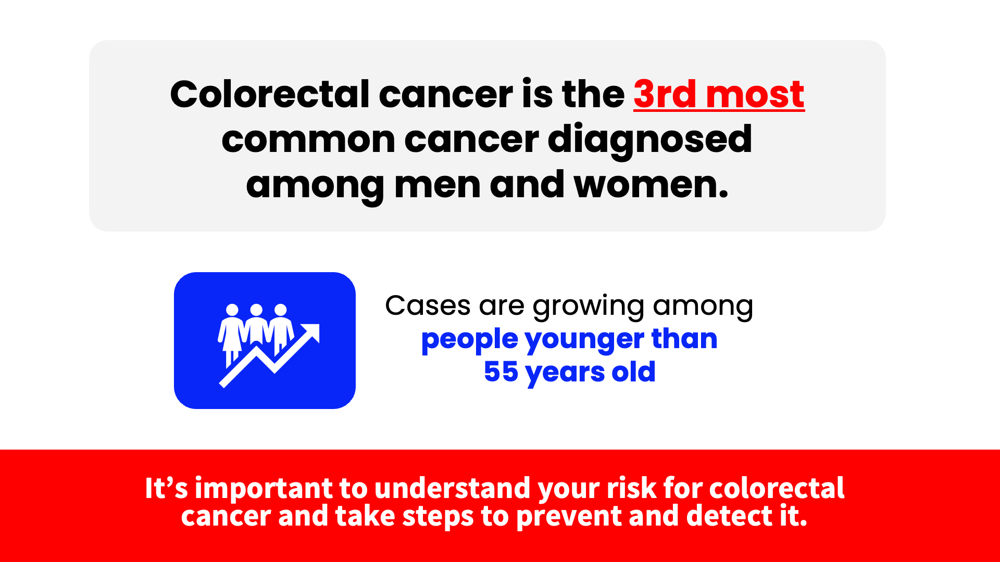 Colorectal cancer is the 3rd most
common cancer diagnosed
among men and women.
Cases are growing among
people younger than
55 years old
It’s important to understand your risk for colorectal
cancer and take steps to prevent and detect it.